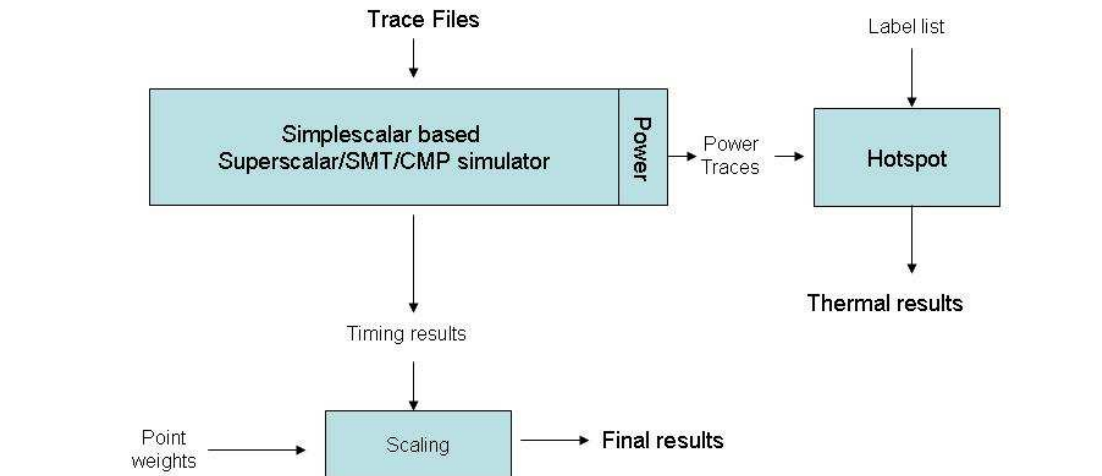 Trace Files
Label list
Simplescalar based
Superscalar/SMT/CMP simulator
Power
Power
Traces
Hotspot
Thermal results
Timing results
Point
weights
Scaling
Final results